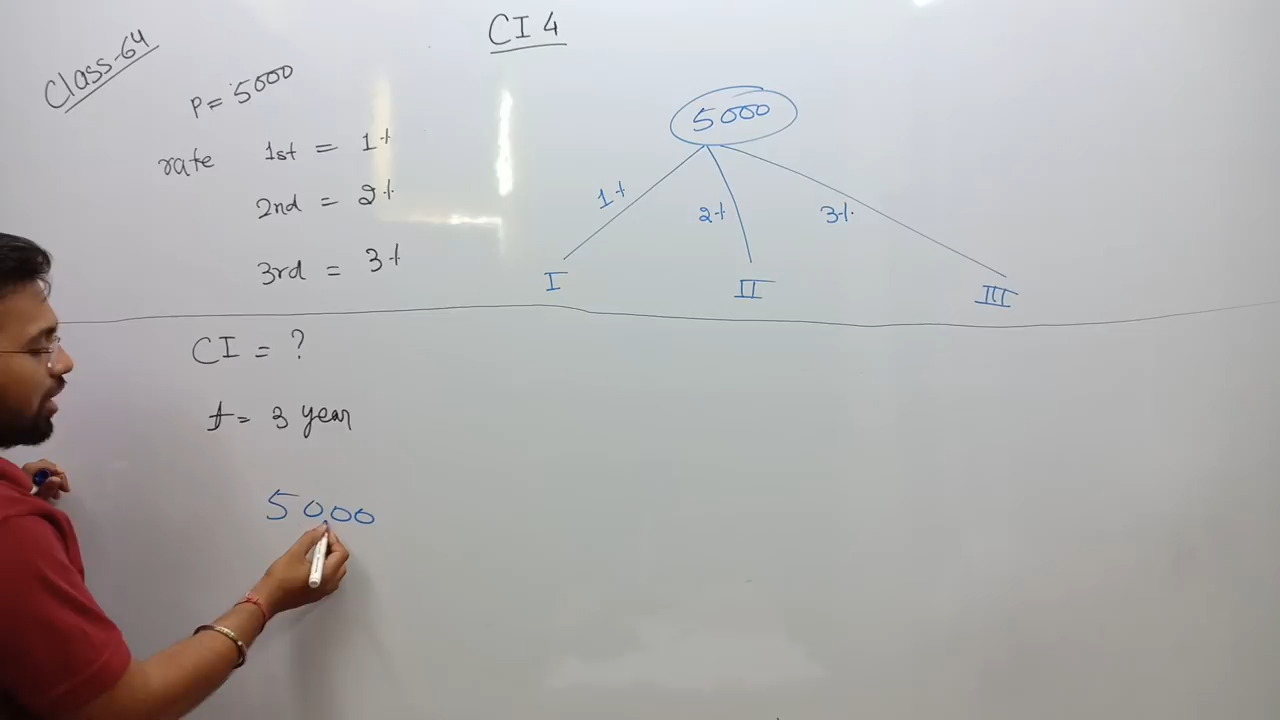 Class-64
CI 4
P = 5000
rate 1st = 1%
2nd = 2%
3rd = 3%
5000
1% 2% 3%
I II III
CI = ?
t = 3 year
5000